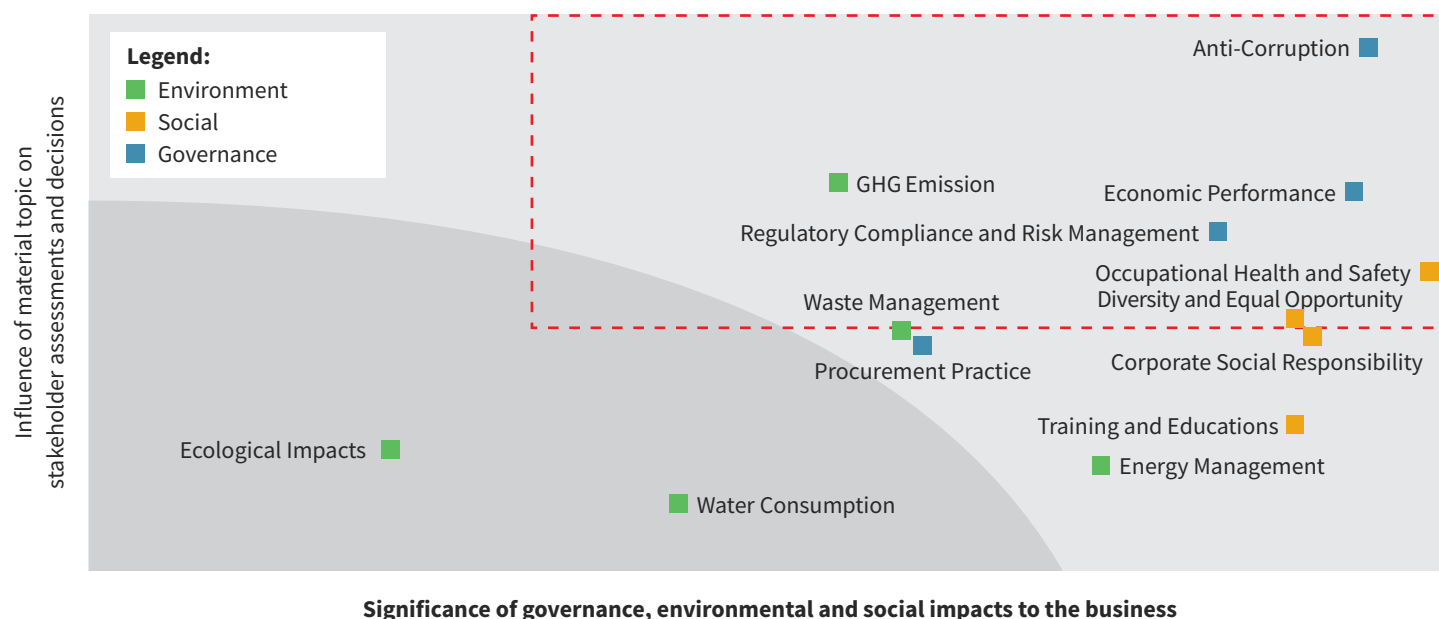 Influence of material topic on
stakeholder assessments and decisions
Legend:
Environment
Social
Governance
Anti-Corruption
GHG Emission
Economic Performance
Regulatory Compliance and Risk Management
Occupational Health and Safety
Diversity and Equal Opportunity
Waste Management
Corporate Social Responsibility
Procurement Practice
Training and Educations
Ecological Impacts
Energy Management
Water Consumption
Significance of governance, environmental and social impacts to the business